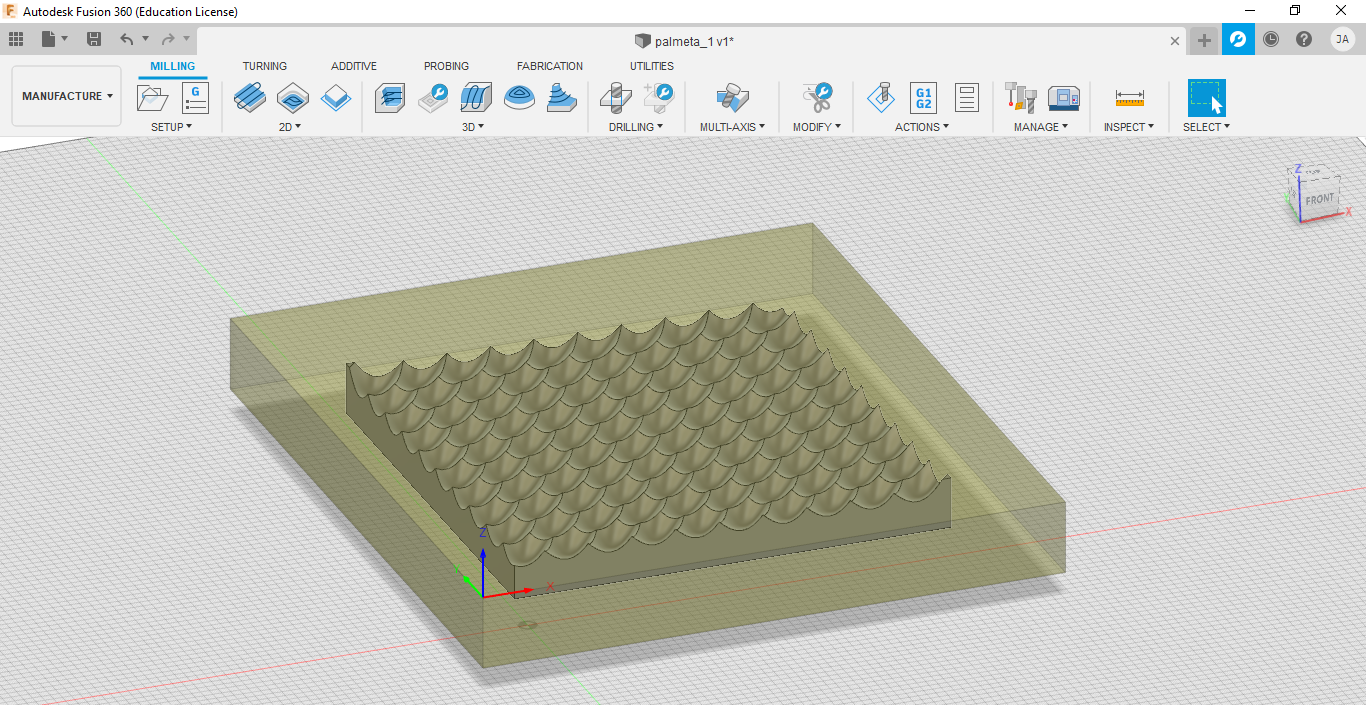 Autodesk Fusion 360 (Education License)
palmeta_1 v1*
JA
MILLING TURNING ADDITIVE PROBING FABRICATION UTILITIES
MANUFACTURE
G
G1
G2
SETUP 2D 3D DRILLING MULTI-AXIS MODIFY ACTIONS MANAGE INSPECT SELECT
Z
FRONT
X
Z
Y
X